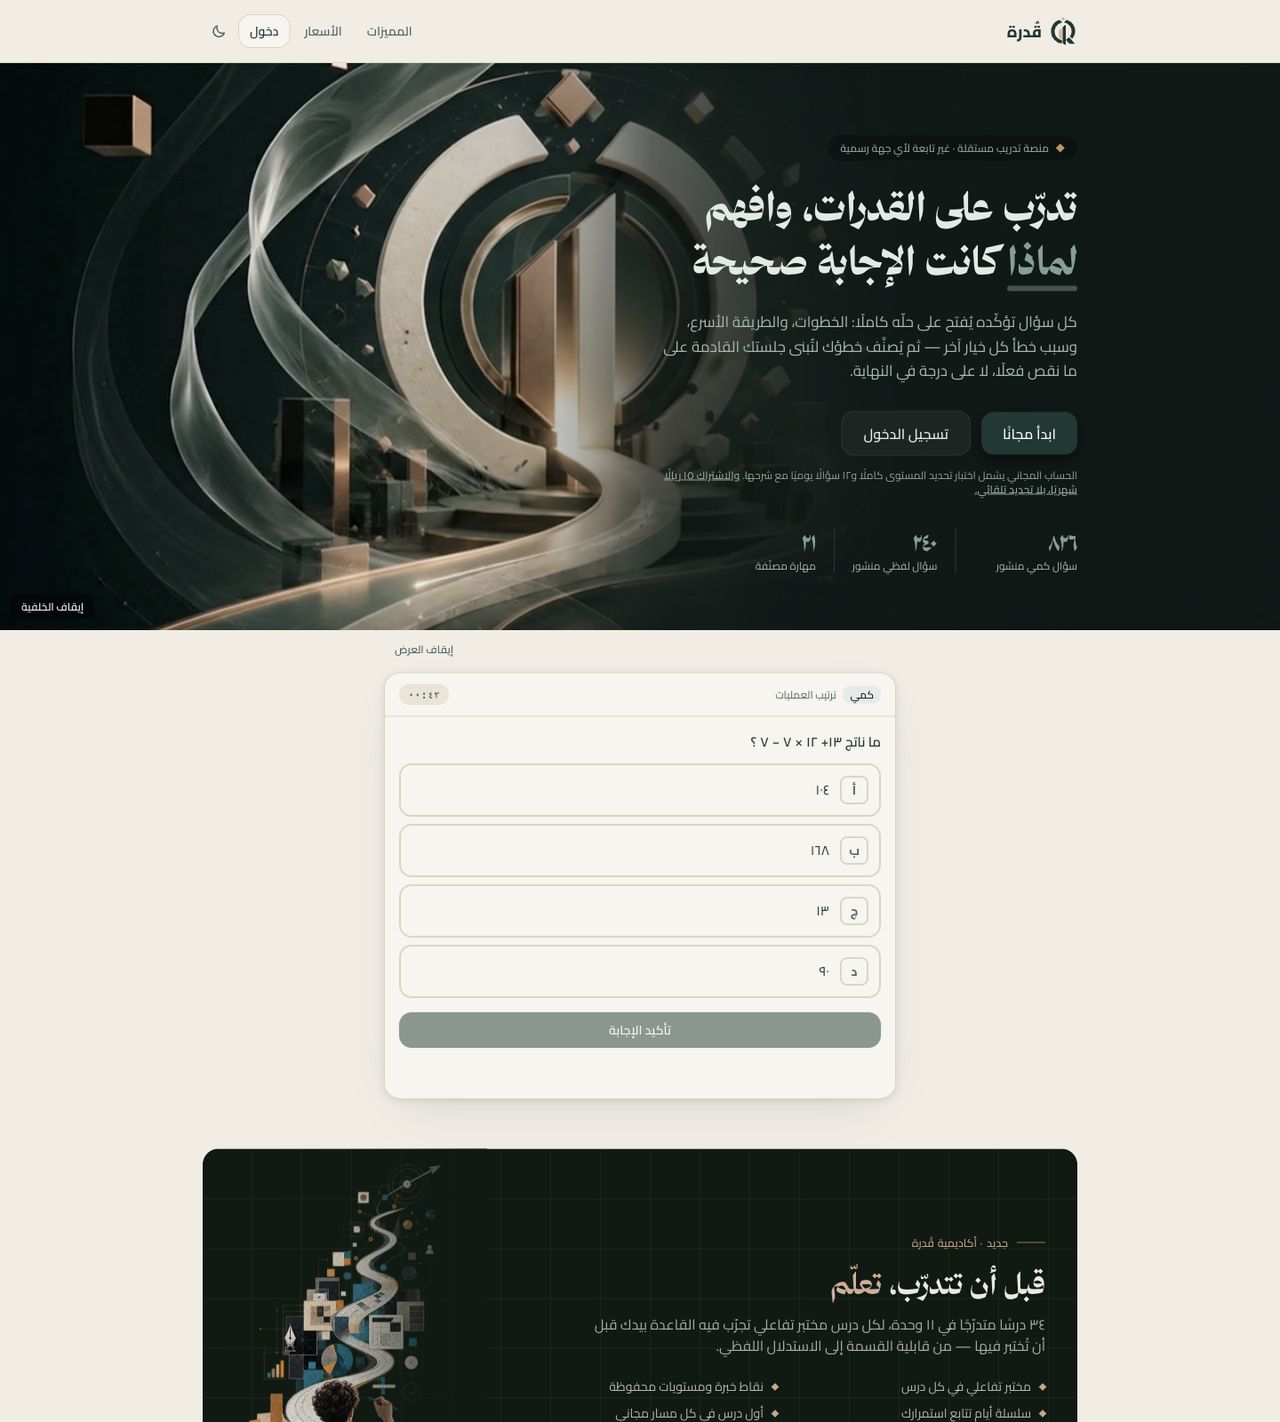 قُدرة
المميزات
الأسعار
دخول
منصة تدريب مستقلة · غير تابعة لأي جهة رسمية
تدرّب على القدرات، وافهم
لماذا كانت الإجابة صحيحة
كل سؤال تؤكّده يُفتح على حلّه كاملًا: الخطوات، والطريقة الأسرع،
وسبب خطأ كل خيار آخر — ثم يُصنَّف خطؤك لتُبنى جلستك القادمة على
ما نقص فعلًا، لا على درجة في النهاية.
ابدأ مجانًا
تسجيل الدخول
الحساب المجاني يشمل اختبار تحديد المستوى كاملًا و١٢ سؤالًا يوميًا مع شرحها. والاشتراك ١٥ ريالًا
شهريًا، بلا تجديد تلقائي.
٨٢٦
سؤال كمي منشور
٢٤٠
سؤال لفظي منشور
٢١
مهارة مصنّفة
إيقاف الخلفية
إيقاف العرض
كمي
ترتيب العمليات
٠٠:٤٣
ما ناتج ١٣+ ١٢ × ٧ − ٧ ؟
أ
١٠٤
ب
١٦٨
ج
١٣
د
٩٠
تأكيد الإجابة
جديد · أكاديمية قُدرة
قبل أن تتدرّب، تعلّم
٣٤ درسًا متدرّجًا في ١١ وحدة، لكل درس مختبر تفاعلي تجرّب فيه القاعدة بيدك قبل
أن تُختبر فيها — من قابلية القسمة إلى الاستدلال اللفظي.
مختبر تفاعلي في كل درس
نقاط خبرة ومستويات محفوظة
سلسلة أيام تتابع استمرارك
أول درس في كل مسار مجاني